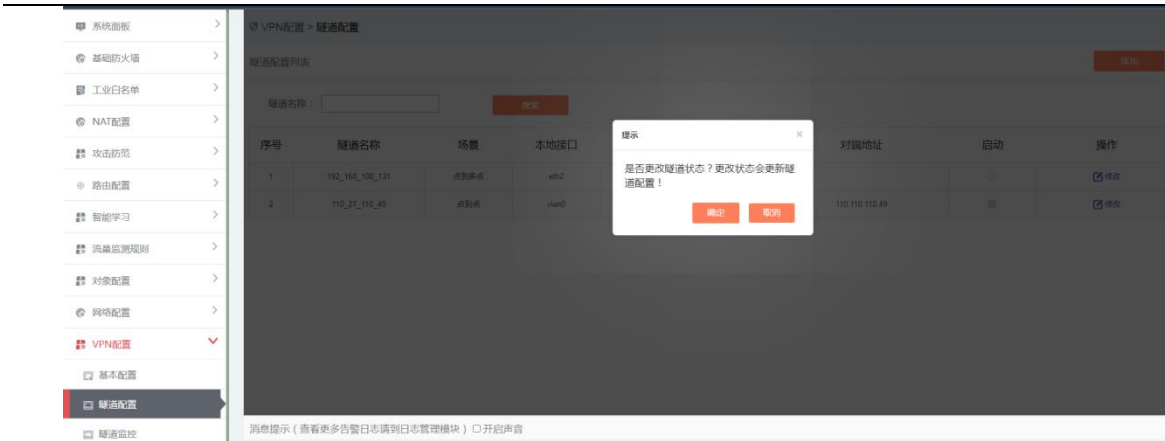 系统面板
基础防火墙
工业白名单
NAT配置
攻击防范
路由配置
智能学习
流量监测规则
对象配置
网络配置
VPN配置
基本配置
隧道配置
隧道监控
VPN配置 > 隧道配置
隧道配置列表
添加
隧道名称：
搜索
序号 隧道名称 场景 本地接口 对端地址 启动 操作
1 192_168_100_131 点到多点 eth2 修改
2 110_27_110_49 点到点 vlan0 110.110.110.49 修改
提示 ×
是否更改隧道状态？更改状态会更新隧
道配置！
确定 取消
消息提示（查看更多告警日志请到日志管理模块）开启声音